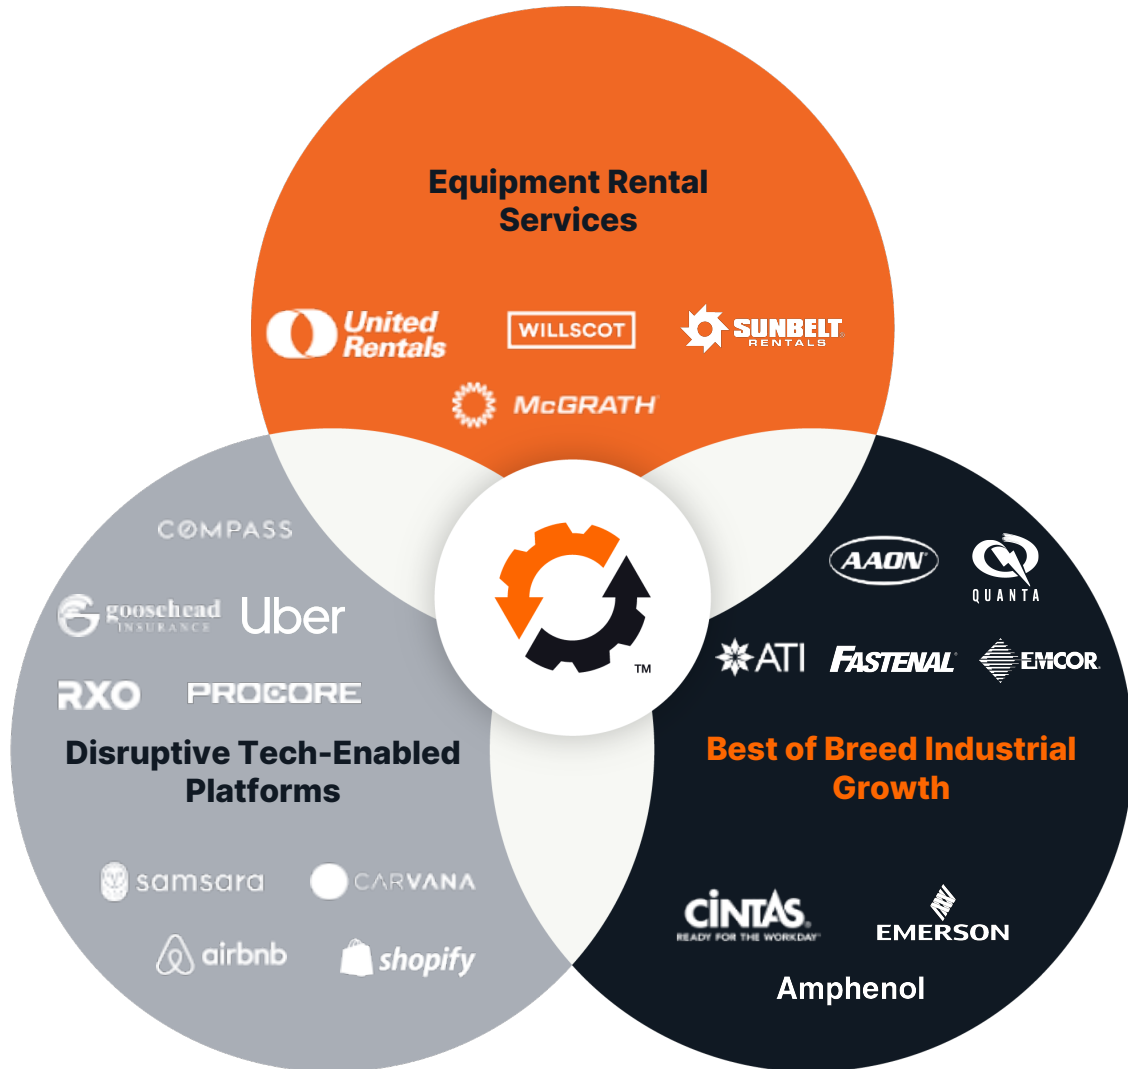 Equipment Rental
Services
United
Rentals
WILLSCOT
SUNBELT
RENTALS
McGRATH
COMPASS
goosehead
INSURANCE
Uber
RXO
PROCORE
Disruptive Tech-Enabled
Platforms
samsara
CARVANA
airbnb
shopify
TM
AAON
QUANTA
ATI
FASTENAL
EMCOR
Best of Breed Industrial
Growth
CINTAS
READY FOR THE WORKDAY
EMERSON
Amphenol